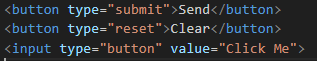 <button type="submit">Send</button>
<button type="reset">Clear</button>
<input type="button" value="Click Me">